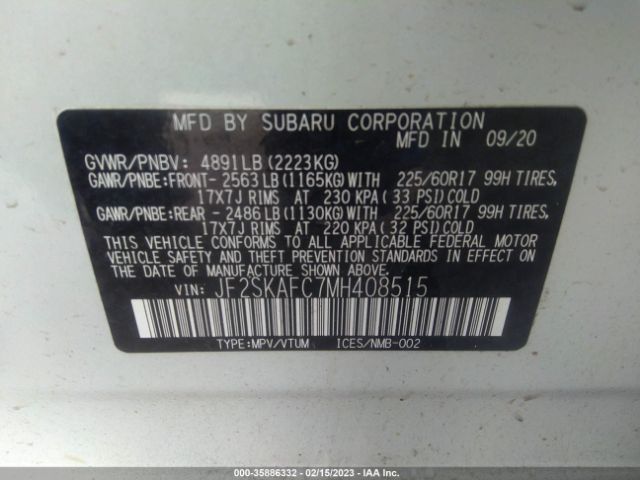 MFD BY SUBARU CORPORATION
MFD IN 09/20
GVWR/PNBV: 4891LB(2223KG)
GAWR/PNBE:FRONT-2563LB(1165KG)WITH 225/60R17 99H TIRES,
17X7J RIMS AT 230 KPA(33 PSI)COLD
GAWR/PNBE:REAR-2486LB(1130KG)WITH 225/60R17 99H TIRES,
17X7J RIMS AT 220 KPA(32 PSI)COLD
THIS VEHICLE CONFORMS TO ALL APPLICABLE FEDERAL MOTOR
VEHICLE SAFETY AND THEFT PREVENTION STANDARDS IN EFFECT
ON THE DATE OF MANUFACTURE SHOWN ABOVE.
VIN: JF2SKAFC7MH408515
TYPE:MPV/VTUM ICES/NMB-002
000-35886332 - 02/15/2023 - IAA Inc.